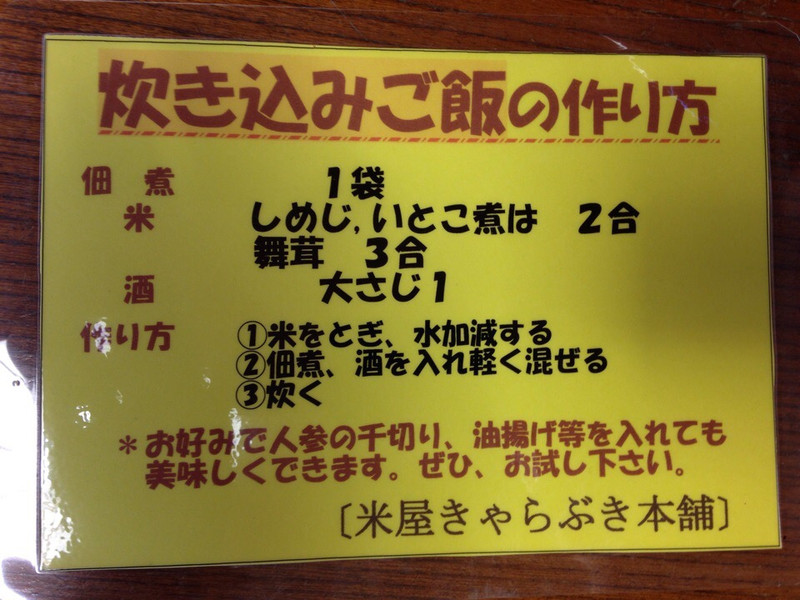 炊き込みご飯の作り方
佃 煮 1袋
米 しめじ,いとこ煮は 2合
舞茸 3合
酒 大さじ1
作り方 ①米をとぎ、水加減する
②佃煮、酒を入れ軽く混ぜる
③炊く
*お好みで人参の千切り、油揚げ等を入れても
美味しくできます。ぜひ、お試し下さい。
〔米屋きゃらぶき本舗〕